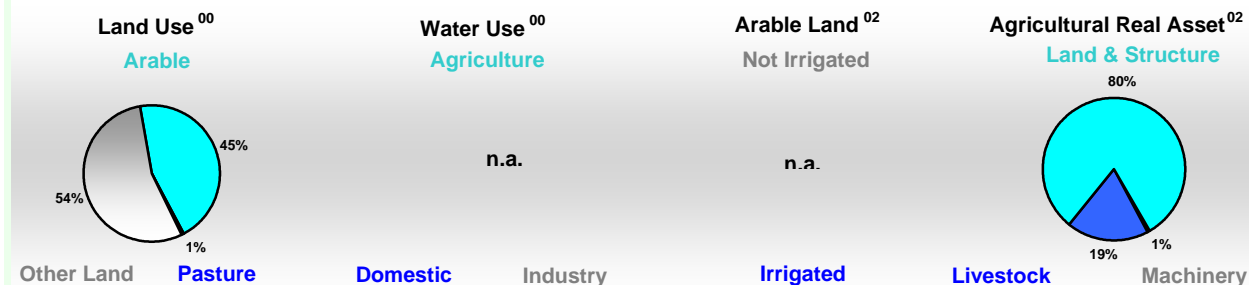 Land Use 00
Arable
45%
54%
1%
Other Land Pasture
Water Use 00
Agriculture
n.a.
Domestic Industry
Arable Land 02
Not Irrigated
n.a.
Irrigated
Agricultural Real Asset 02
Land & Structure
80%
19%
1%
Livestock Machinery